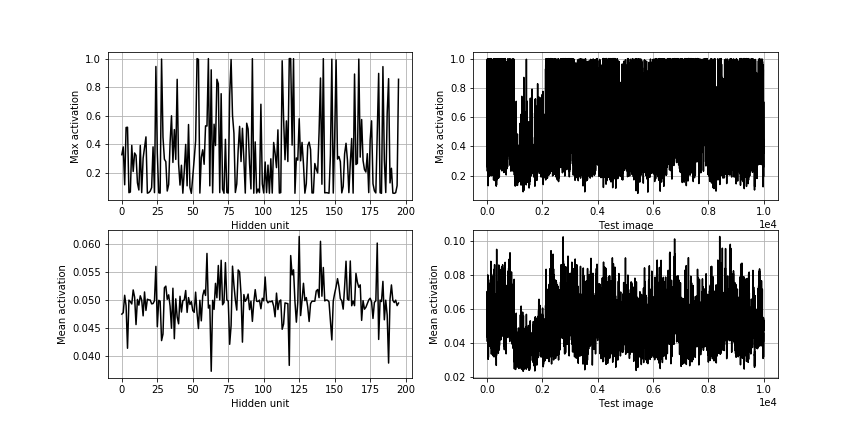 Max activation
1.0
0.8
0.6
0.4
0.2
0 25 50 75 100 125 150 175 200
Hidden unit
Max activation
1.0
0.8
0.6
0.4
0.2
0.0 0.2 0.4 0.6 0.8 1.0
1e4
Test image
Mean activation
0.060
0.055
0.050
0.045
0.040
0 25 50 75 100 125 150 175 200
Hidden unit
Mean activation
0.10
0.08
0.06
0.04
0.02
0.0 0.2 0.4 0.6 0.8 1.0
1e4
Test image